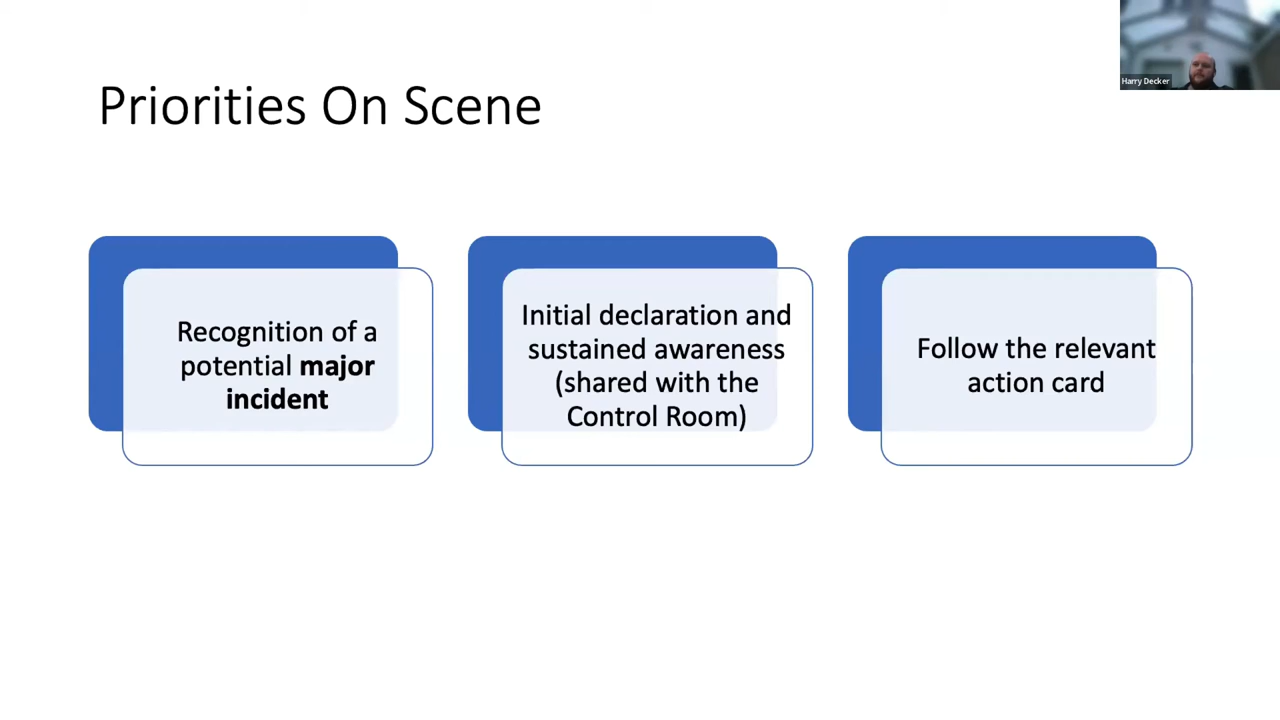 Harry Decker
Priorities On Scene
Recognition of a
potential major
incident
Initial declaration and
sustained awareness
(shared with the
Control Room)
Follow the relevant
action card